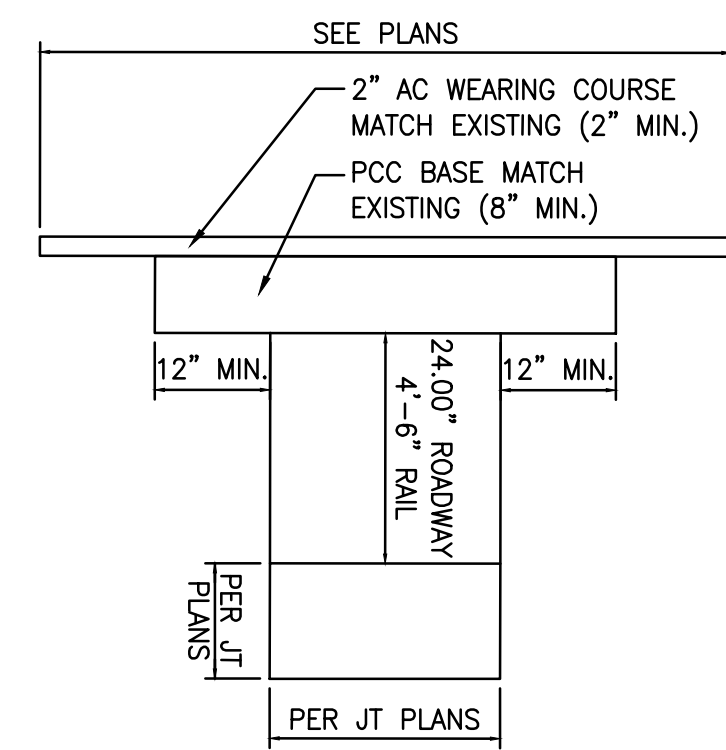 SEE PLANS
2" AC WEARING COURSE
MATCH EXISTING (2" MIN.)
PCC BASE MATCH
EXISTING (8" MIN.)
12" MIN.
24.00" ROADWAY
4'-6" RAIL
12" MIN.
PER JT
PLANS
PER JT PLANS